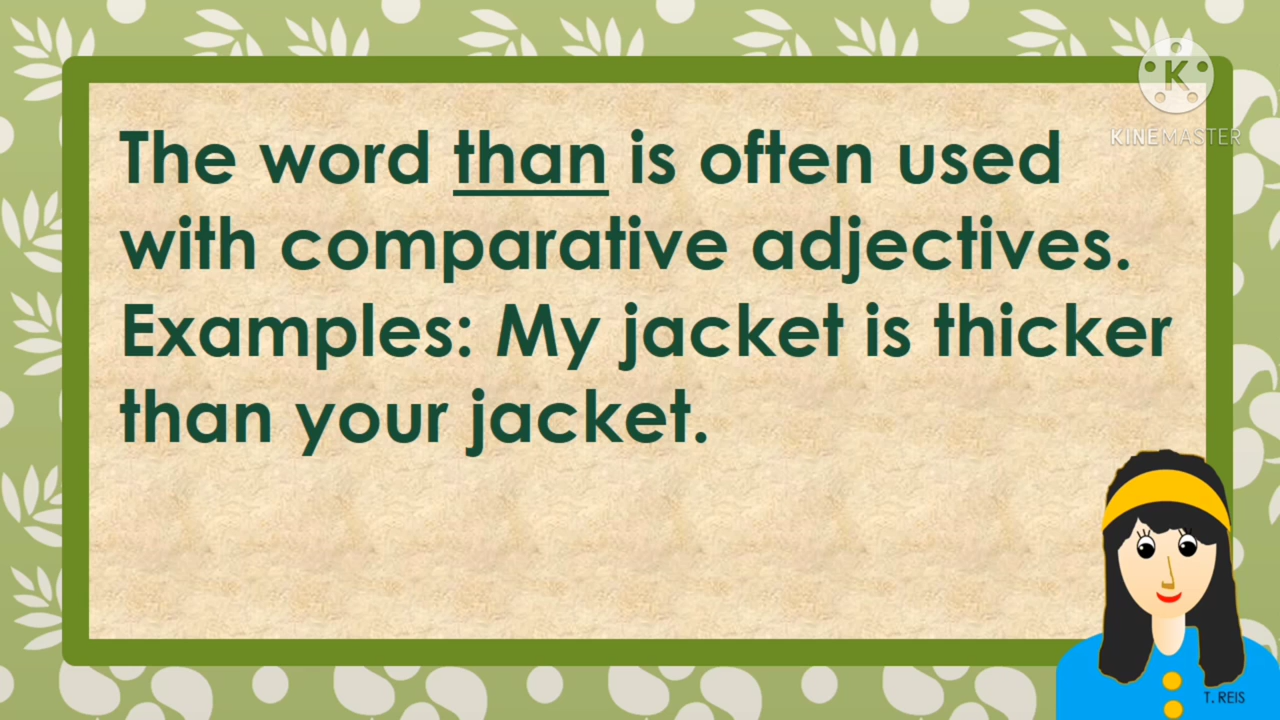 The word than is often used
with comparative adjectives.
Examples: My jacket is thicker
than your jacket.
K
KINEMASTER
T. REIS